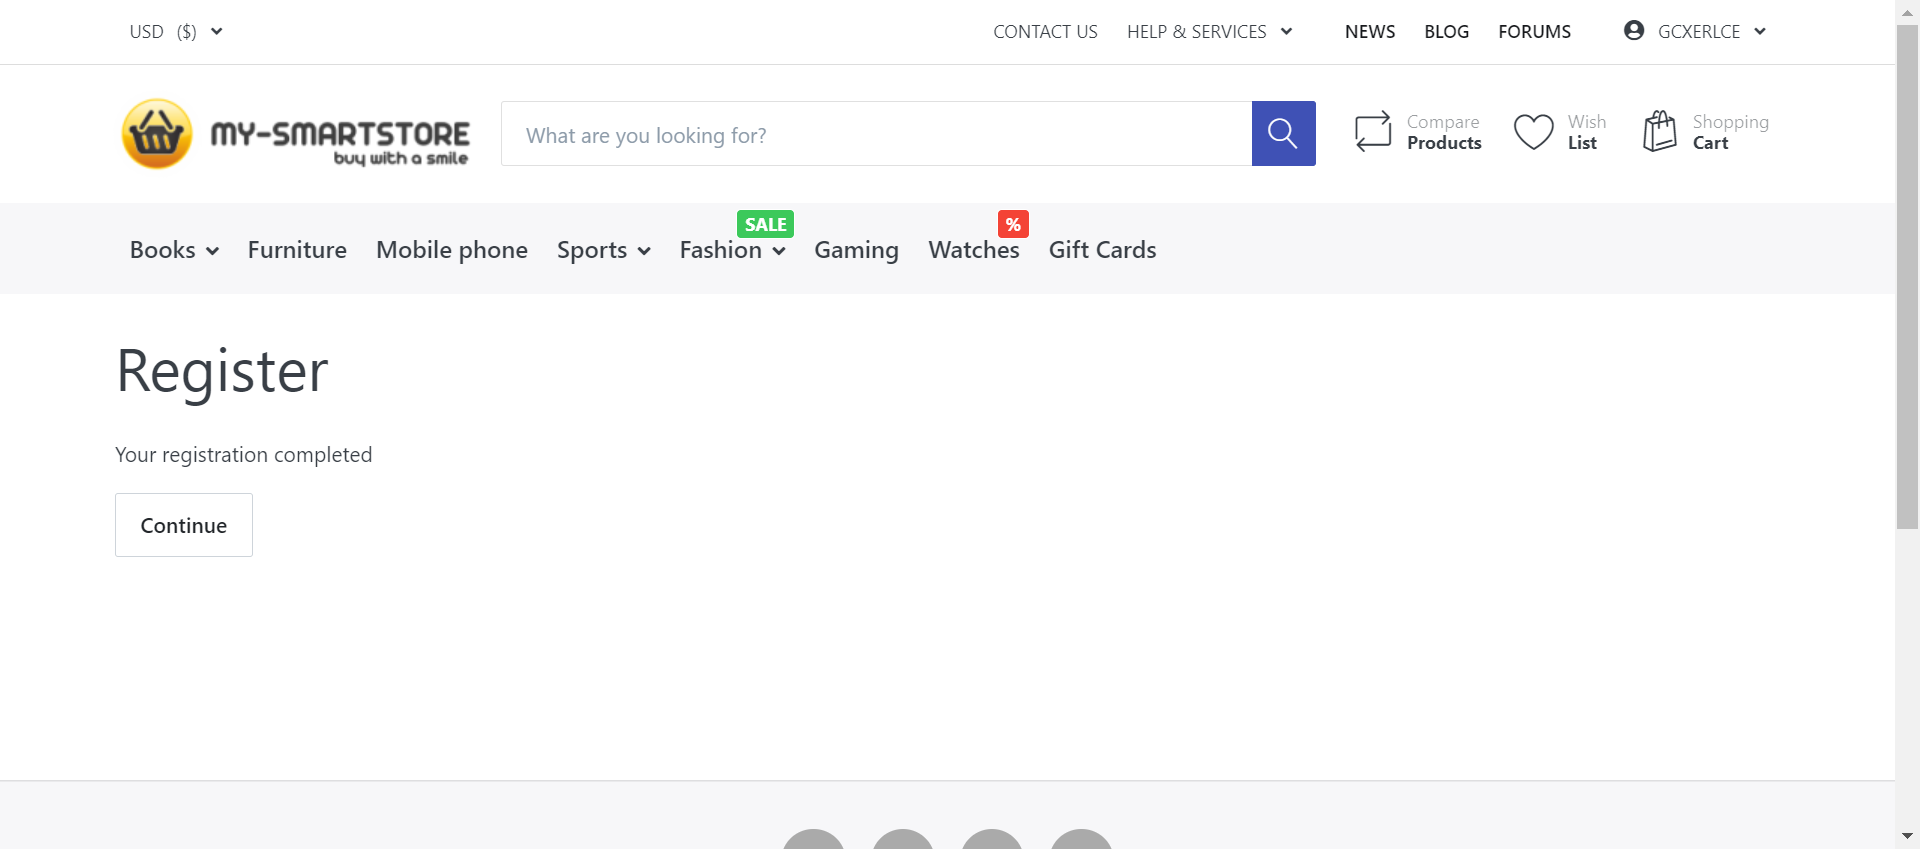 USD ($)
CONTACT US
HELP & SERVICES
NEWS
BLOG
FORUMS
GCXERLCE
MY-SMARTSTORE
buy with a smile
What are you looking for?
Compare
Products
Wish
List
Shopping
Cart
SALE
%
Books
Furniture
Mobile phone
Sports
Fashion
Gaming
Watches
Gift Cards
Register
Your registration completed
Continue